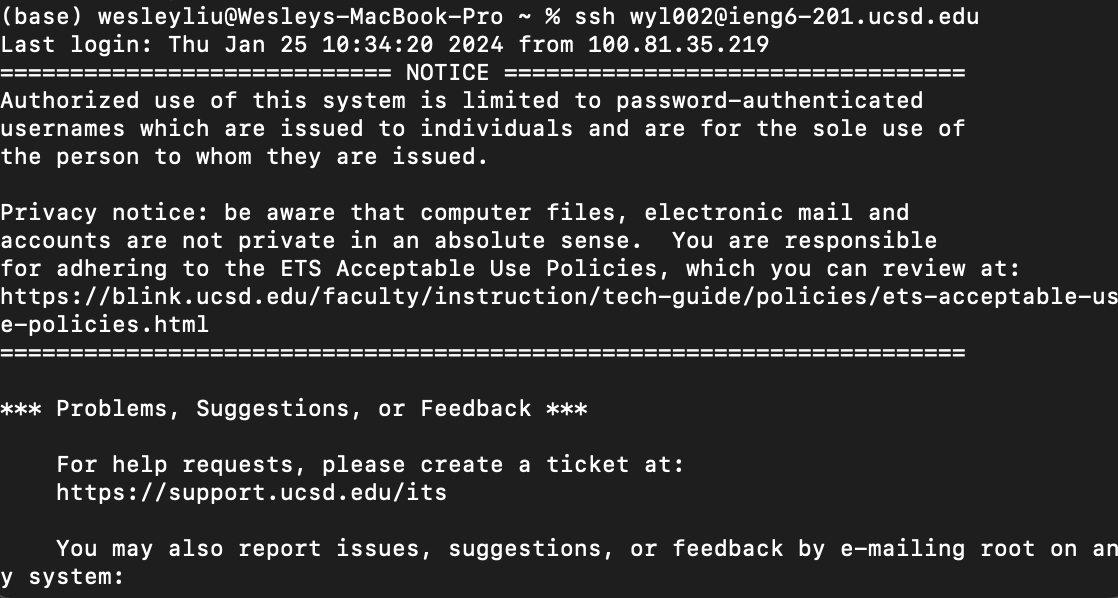 (base) wesleyliu@Wesleys-MacBook-Pro ~ % ssh wyl002@ieng6-201.ucsd.edu
Last login: Thu Jan 25 10:34:20 2024 from 100.81.35.219
============================ NOTICE =================================
Authorized use of this system is limited to password-authenticated
usernames which are issued to individuals and are for the sole use of
the person to whom they are issued.

Privacy notice: be aware that computer files, electronic mail and
accounts are not private in an absolute sense.  You are responsible
for adhering to the ETS Acceptable Use Policies, which you can review at:
https://blink.ucsd.edu/faculty/instruction/tech-guide/policies/ets-acceptable-us
e-policies.html
=====================================================================

*** Problems, Suggestions, or Feedback ***

    For help requests, please create a ticket at:
    https://support.ucsd.edu/its

    You may also report issues, suggestions, or feedback by e-mailing root on an
y system: